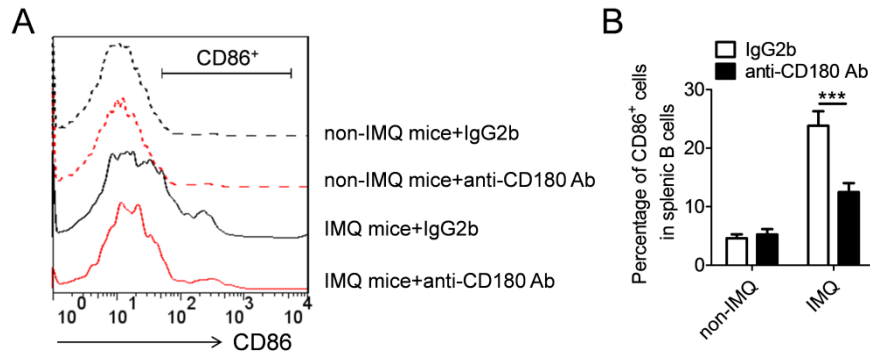 A
CD86⁺
non-IMQ mice+IgG2b
non-IMQ mice+anti-CD180 Ab
IMQ mice+IgG2b
IMQ mice+anti-CD180 Ab
10⁰ 10¹ 10² 10³ 10⁴
CD86
B
IgG2b
anti-CD180 Ab
Percentage of CD86⁺ cells
in splenic B cells
30
20
10
0
***
non-IMQ
IMQ